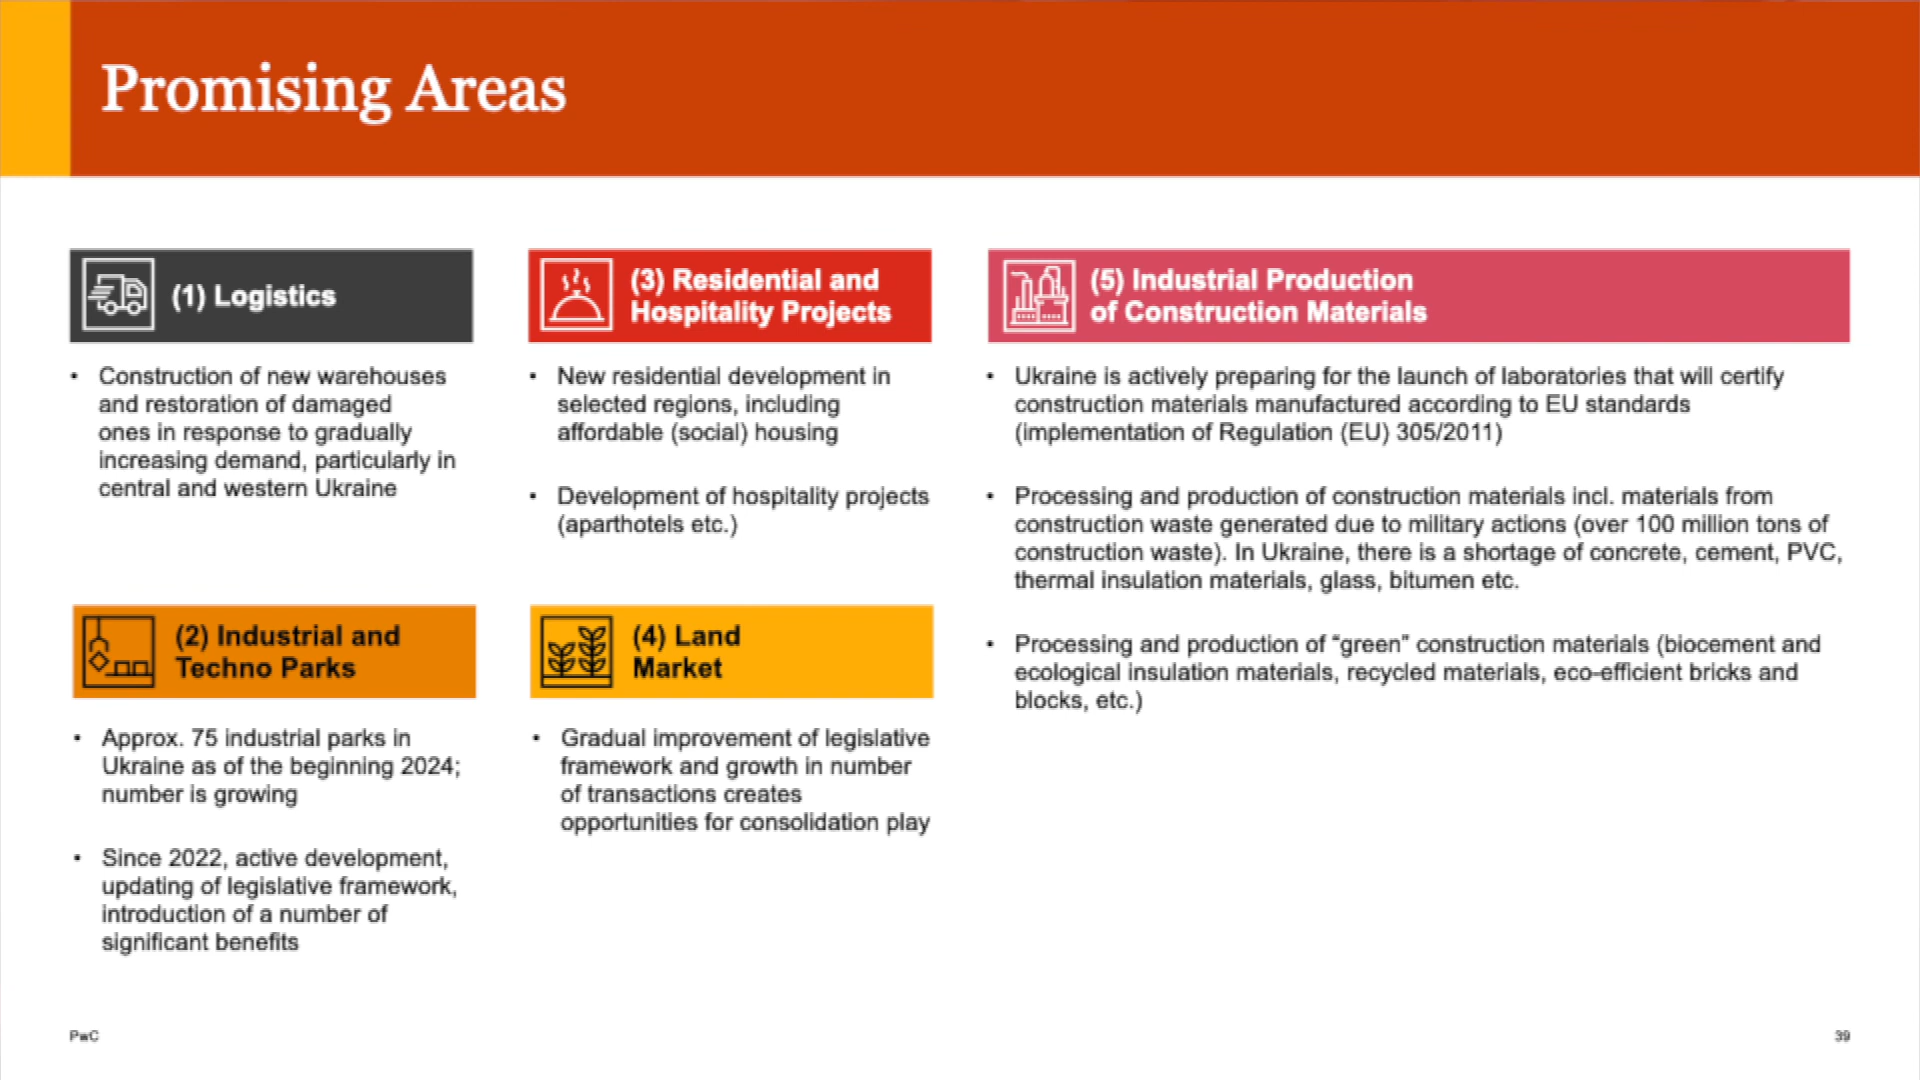 Promising Areas
(1) Logistics
• Construction of new warehouses
and restoration of damaged
ones in response to gradually
increasing demand, particularly in
central and western Ukraine
(2) Industrial and
Techno Parks
• Approx. 75 industrial parks in
Ukraine as of the beginning 2024;
number is growing
• Since 2022, active development,
updating of legislative framework,
introduction of a number of
significant benefits
(3) Residential and
Hospitality Projects
• New residential development in
selected regions, including
affordable (social) housing
• Development of hospitality projects
(aparthotels etc.)
(4) Land
Market
• Gradual improvement of legislative
framework and growth in number
of transactions creates
opportunities for consolidation play
(5) Industrial Production
of Construction Materials
• Ukraine is actively preparing for the launch of laboratories that will certify
construction materials manufactured according to EU standards
(implementation of Regulation (EU) 305/2011)
• Processing and production of construction materials incl. materials from
construction waste generated due to military actions (over 100 million tons of
construction waste). In Ukraine, there is a shortage of concrete, cement, PVC,
thermal insulation materials, glass, bitumen etc.
• Processing and production of “green” construction materials (biocement and
ecological insulation materials, recycled materials, eco-efficient bricks and
blocks, etc.)
PwC
39